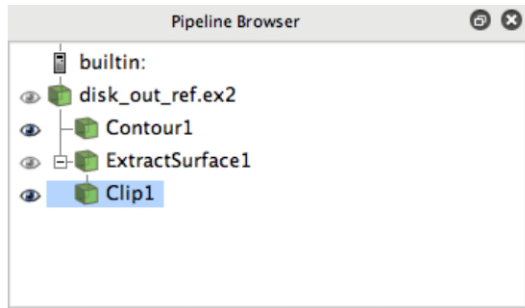 Pipeline Browser
builtin:
disk_out_ref.ex2
Contour1
ExtractSurface1
Clip1